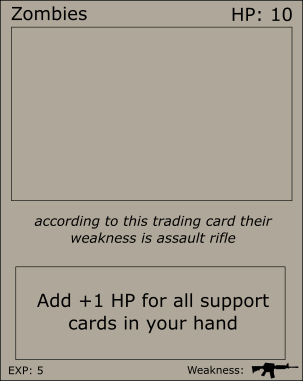 Zombies HP: 10
according to this trading card their
weakness is assault rifle
Add +1 HP for all support
cards in your hand
EXP: 5 Weakness: